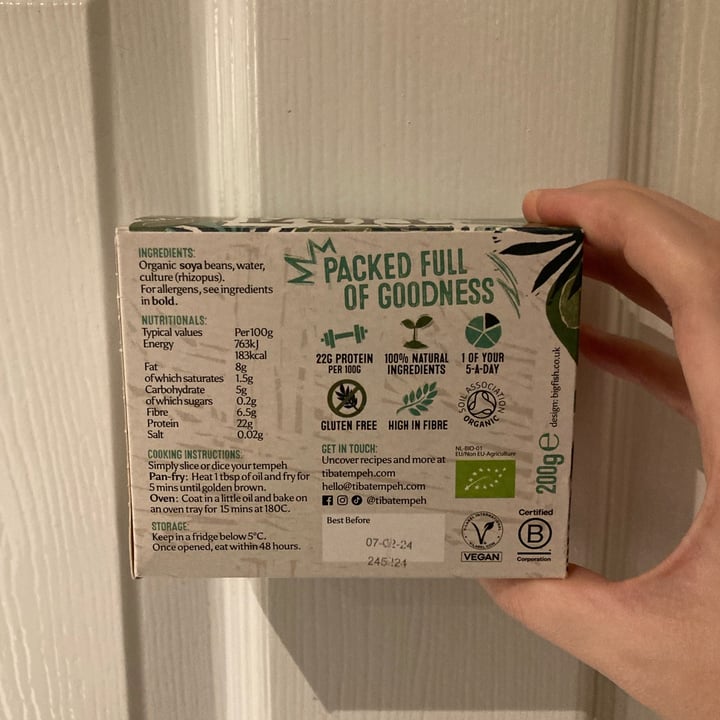 INGREDIENTS:
Organic soya beans, water,
culture (rhizopus).
For allergens, see ingredients
in bold.
NUTRITIONALS:
Typical values Per100g
Energy 763kJ
183kcal
Fat 8g
of which saturates 1.5g
Carbohydrate 5g
of which sugars 0.2g
Fibre 6.5g
Protein 22g
Salt 0.02g
COOKING INSTRUCTIONS:
Simply slice or dice your tempeh
Pan-fry: Heat 1 tbsp of oil and fry for
5 mins until golden brown.
Oven: Coat in a little oil and bake on
an oven tray for 15 mins at 180C.
STORAGE:
Keep in a fridge below 5°C.
Once opened, eat within 48 hours.
PACKED FULL
OF GOODNESS
22G PROTEIN
PER 100G
100% NATURAL
INGREDIENTS
1 OF YOUR
5-A-DAY
GLUTEN FREE
HIGH IN FIBRE
SOIL ASSOCIATION
ORGANIC
GET IN TOUCH:
Uncover recipes and more at
tibatempeh.com
hello@tibatempeh.com
@tibatempeh
NL-BIO-01
EU/Non EU-Agriculture
design: bigfish.co.uk
200g e
Best Before
V
VEGAN
Certified
B
Corporation